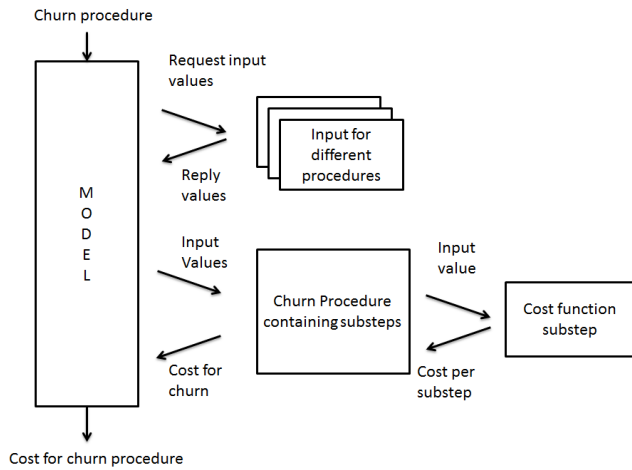 Churn procedure
Request input
values
Input for
different
procedures
Reply
values
M
O
D
E
L
Input
Values
Input
value
Churn Procedure
containing substeps
Cost function
substep
Cost for
churn
Cost per
substep
Cost for churn procedure